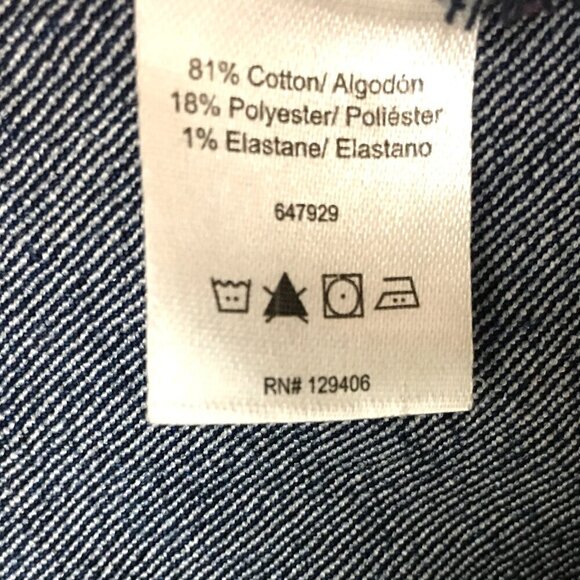 81% Cotton/ Algodón
18% Polyester/ Poliéster
1% Elastane/ Elastano
647929
RN# 129406